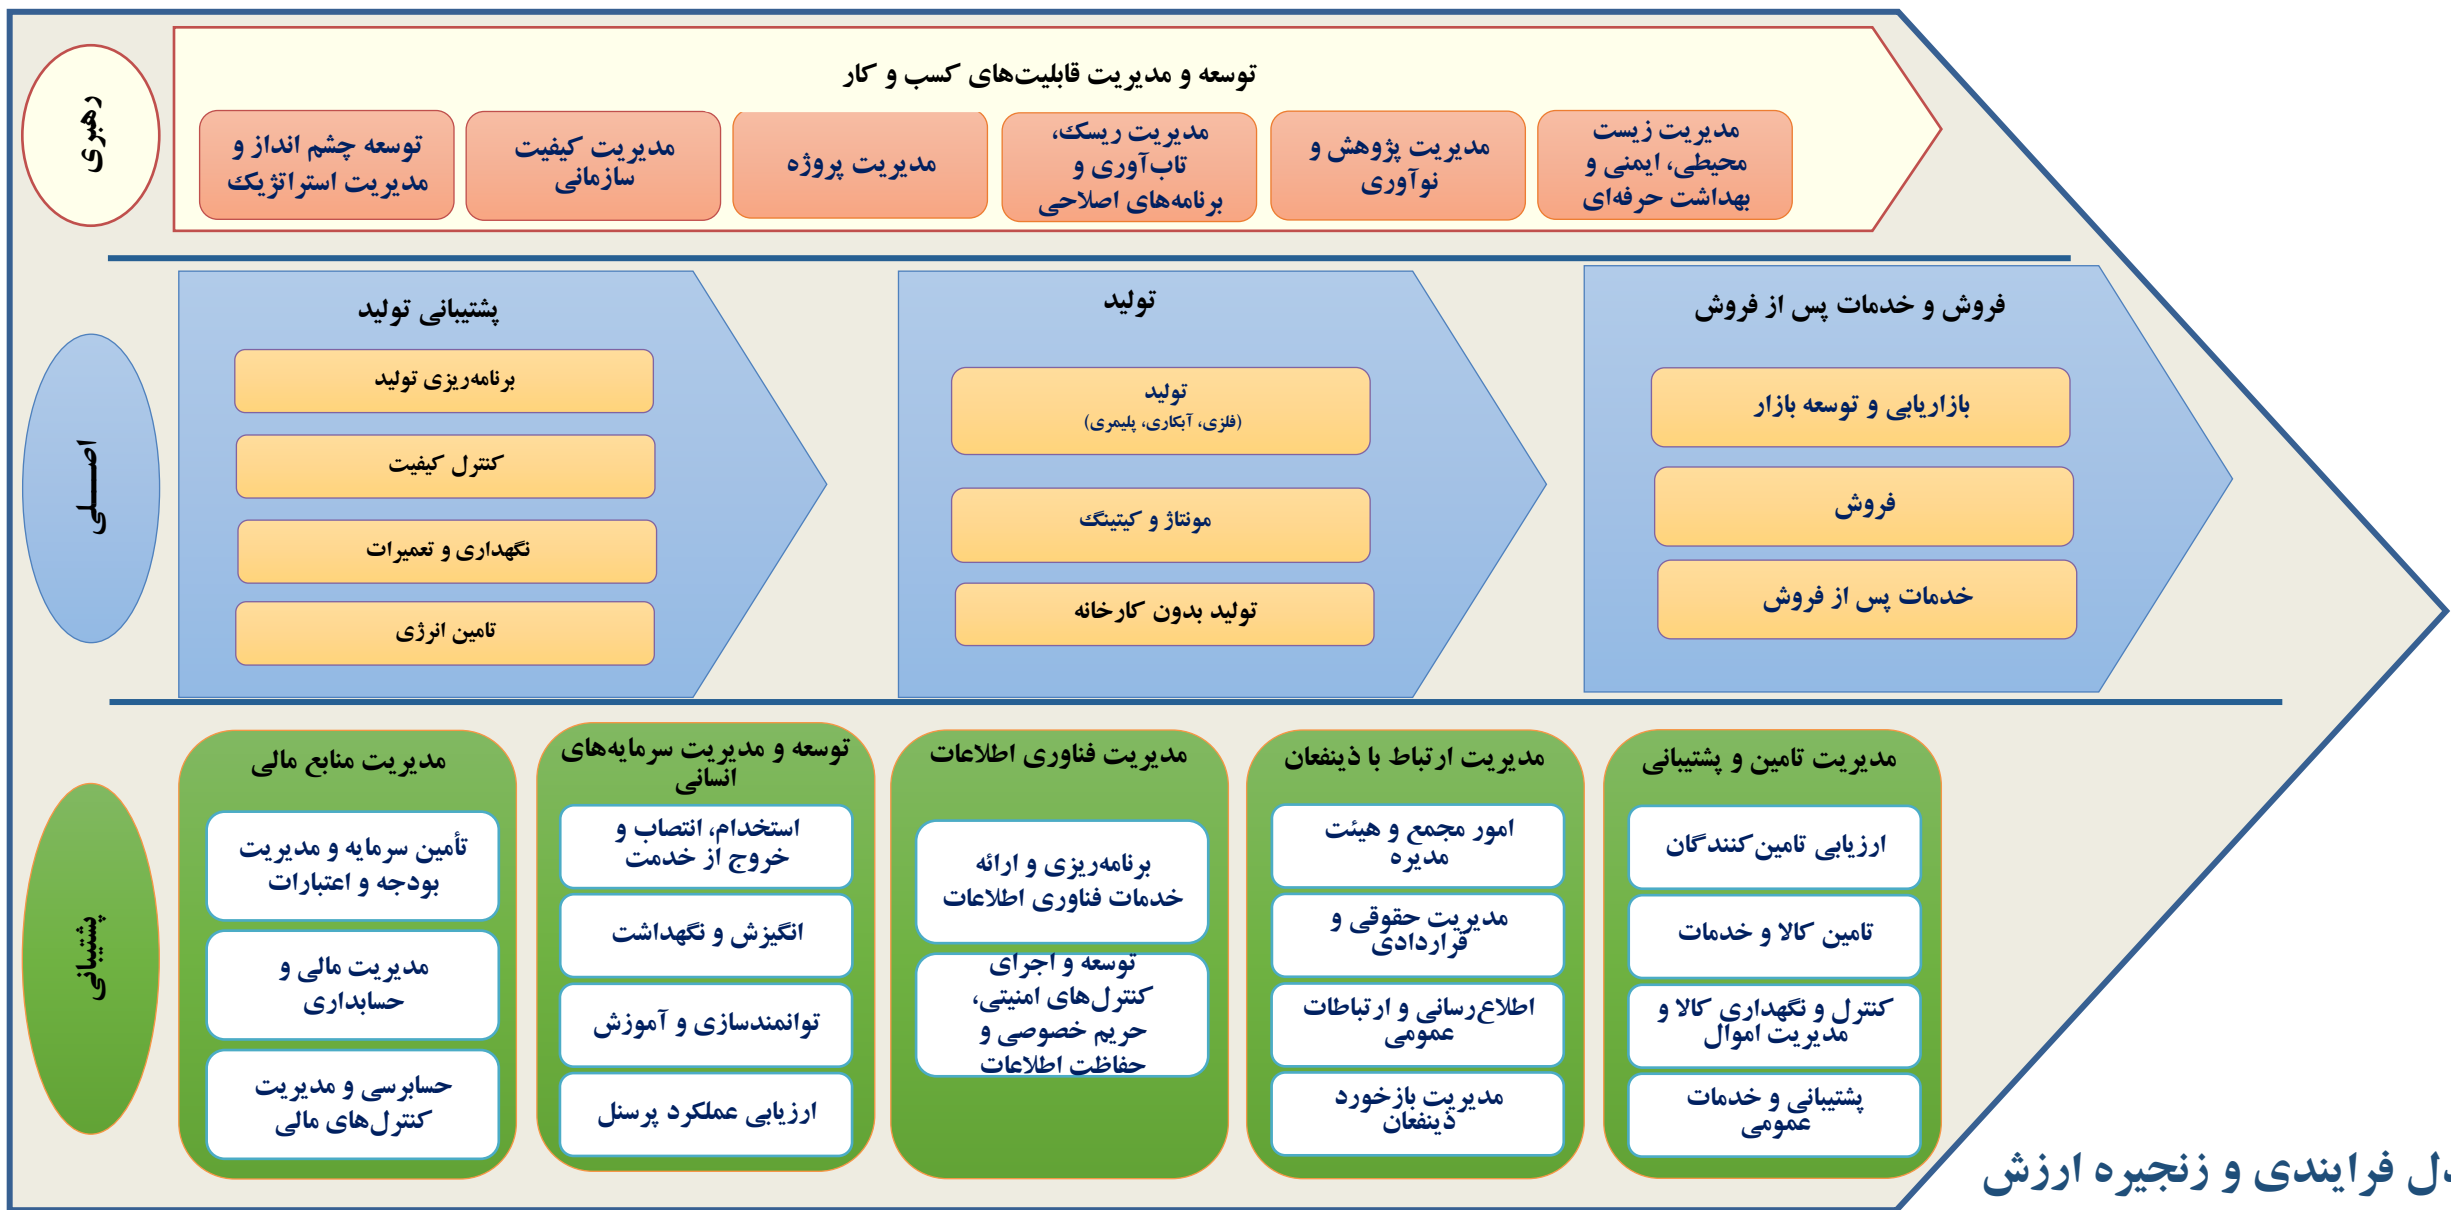 رهبری
توسعه و مدیریت قابلیت‌های کسب و کار
توسعه چشم انداز و
مدیریت استراتژیک
مدیریت کیفیت
سازمانی
مدیریت پروژه
مدیریت ریسک،
تاب‌آوری و
برنامه‌های اصلاحی
مدیریت پژوهش و
نوآوری
مدیریت زیست
محیطی، ایمنی و
بهداشت حرفه‌ای
اصـــلی
پشتیبانی تولید
برنامه‌ریزی تولید
کنترل کیفیت
نگهداری و تعمیرات
تامین انرژی
تولید
تولید
(فلزی، آبکاری، پلیمری)
مونتاژ و کیتینگ
تولید بدون کارخانه
فروش و خدمات پس از فروش
بازاریابی و توسعه بازار
فروش
خدمات پس از فروش
پشتیبانی
مدیریت منابع مالی
تأمین سرمایه و مدیریت
بودجه و اعتبارات
مدیریت مالی و
حسابداری
حسابرسی و مدیریت
کنترل‌های مالی
توسعه و مدیریت سرمایه‌های
انسانی
استخدام، انتصاب و
خروج از خدمت
انگیزش و نگهداشت
توانمندسازی و آموزش
ارزیابی عملکرد پرسنل
مدیریت فناوری اطلاعات
برنامه‌ریزی و ارائه
خدمات فناوری اطلاعات
توسعه و اجرای
کنترل‌های امنیتی،
حریم خصوصی و
حفاظت اطلاعات
مدیریت ارتباط با ذینفعان
امور مجمع و هیئت
مدیره
مدیریت حقوقی و
قراردادی
اطلاع‌رسانی و ارتباطات
عمومی
مدیریت بازخورد
ذینفعان
مدیریت تامین و پشتیبانی
ارزیابی تامین‌کنندگان
تامین کالا و خدمات
کنترل و نگهداری کالا و
مدیریت اموال
پشتیبانی و خدمات
عمومی
فرایندی و زنجیره ارزش